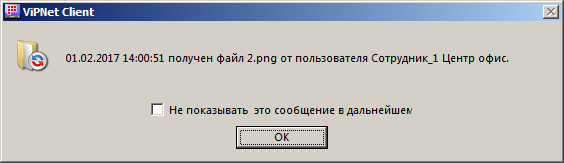 ViPNet Client
01.02.2017 14:00:51 получен файл 2.png от пользователя Сотрудник_1 Центр офис.
Не показывать это сообщение в дальнейшем
OK